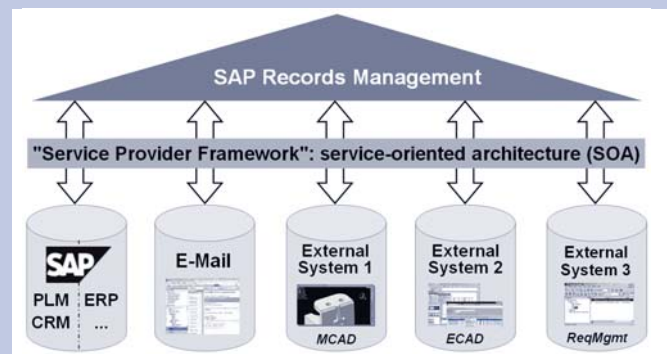 SAP Records Management
"Service Provider Framework": service-oriented architecture (SOA)
SAP
PLM ERP
CRM ...
E-Mail
External
System 1
MCAD
External
System 2
ECAD
External
System 3
ReqMgmt